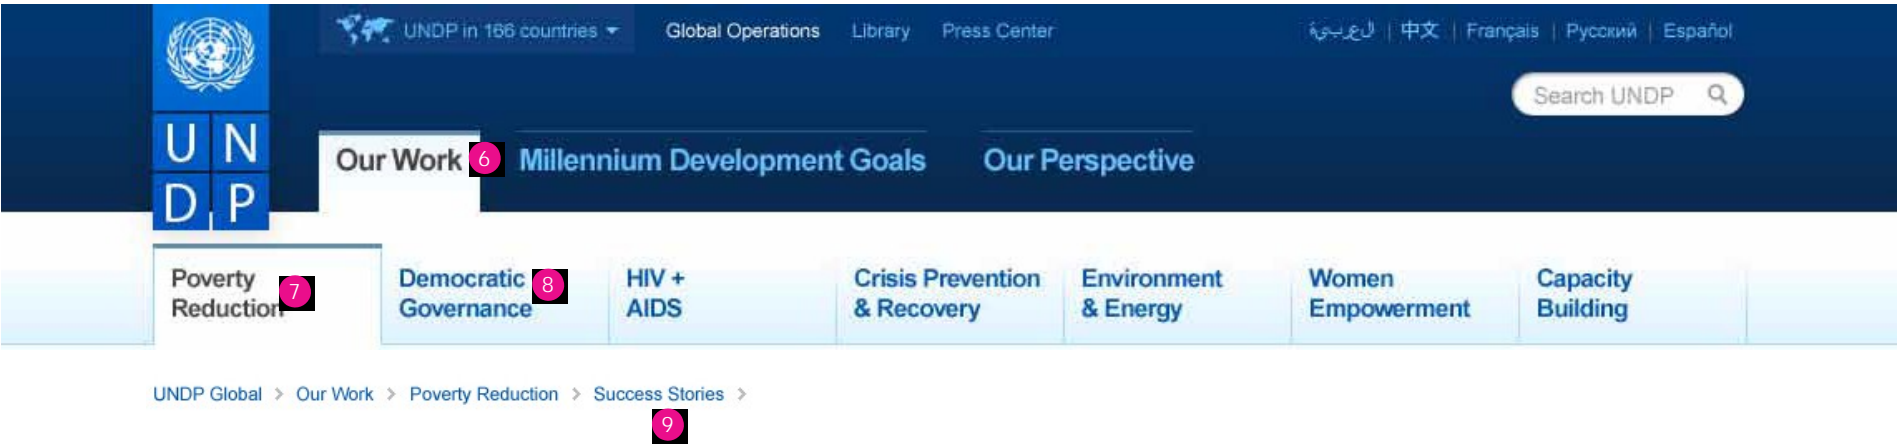 UNDP in 166 countries Global Operations Library Press Center العربية | 中文 | Français | Русский | Español
Search UNDP
U N
D P
Our Work 6 Millennium Development Goals Our Perspective
Poverty Reduction 7
Democratic Governance 8
HIV + AIDS
Crisis Prevention & Recovery
Environment & Energy
Women Empowerment
Capacity Building
UNDP Global > Our Work > Poverty Reduction > Success Stories >
9